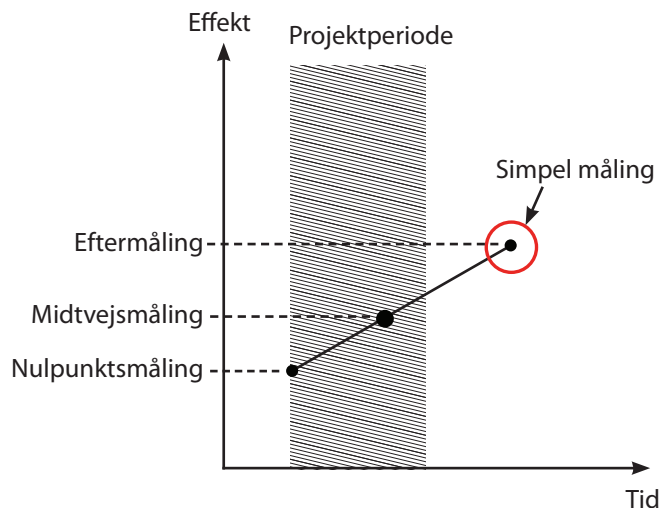 Effekt
Projektperiode
Simpel måling
Eftermåling
Midtvejsmåling
Nulpunktsmåling
Tid